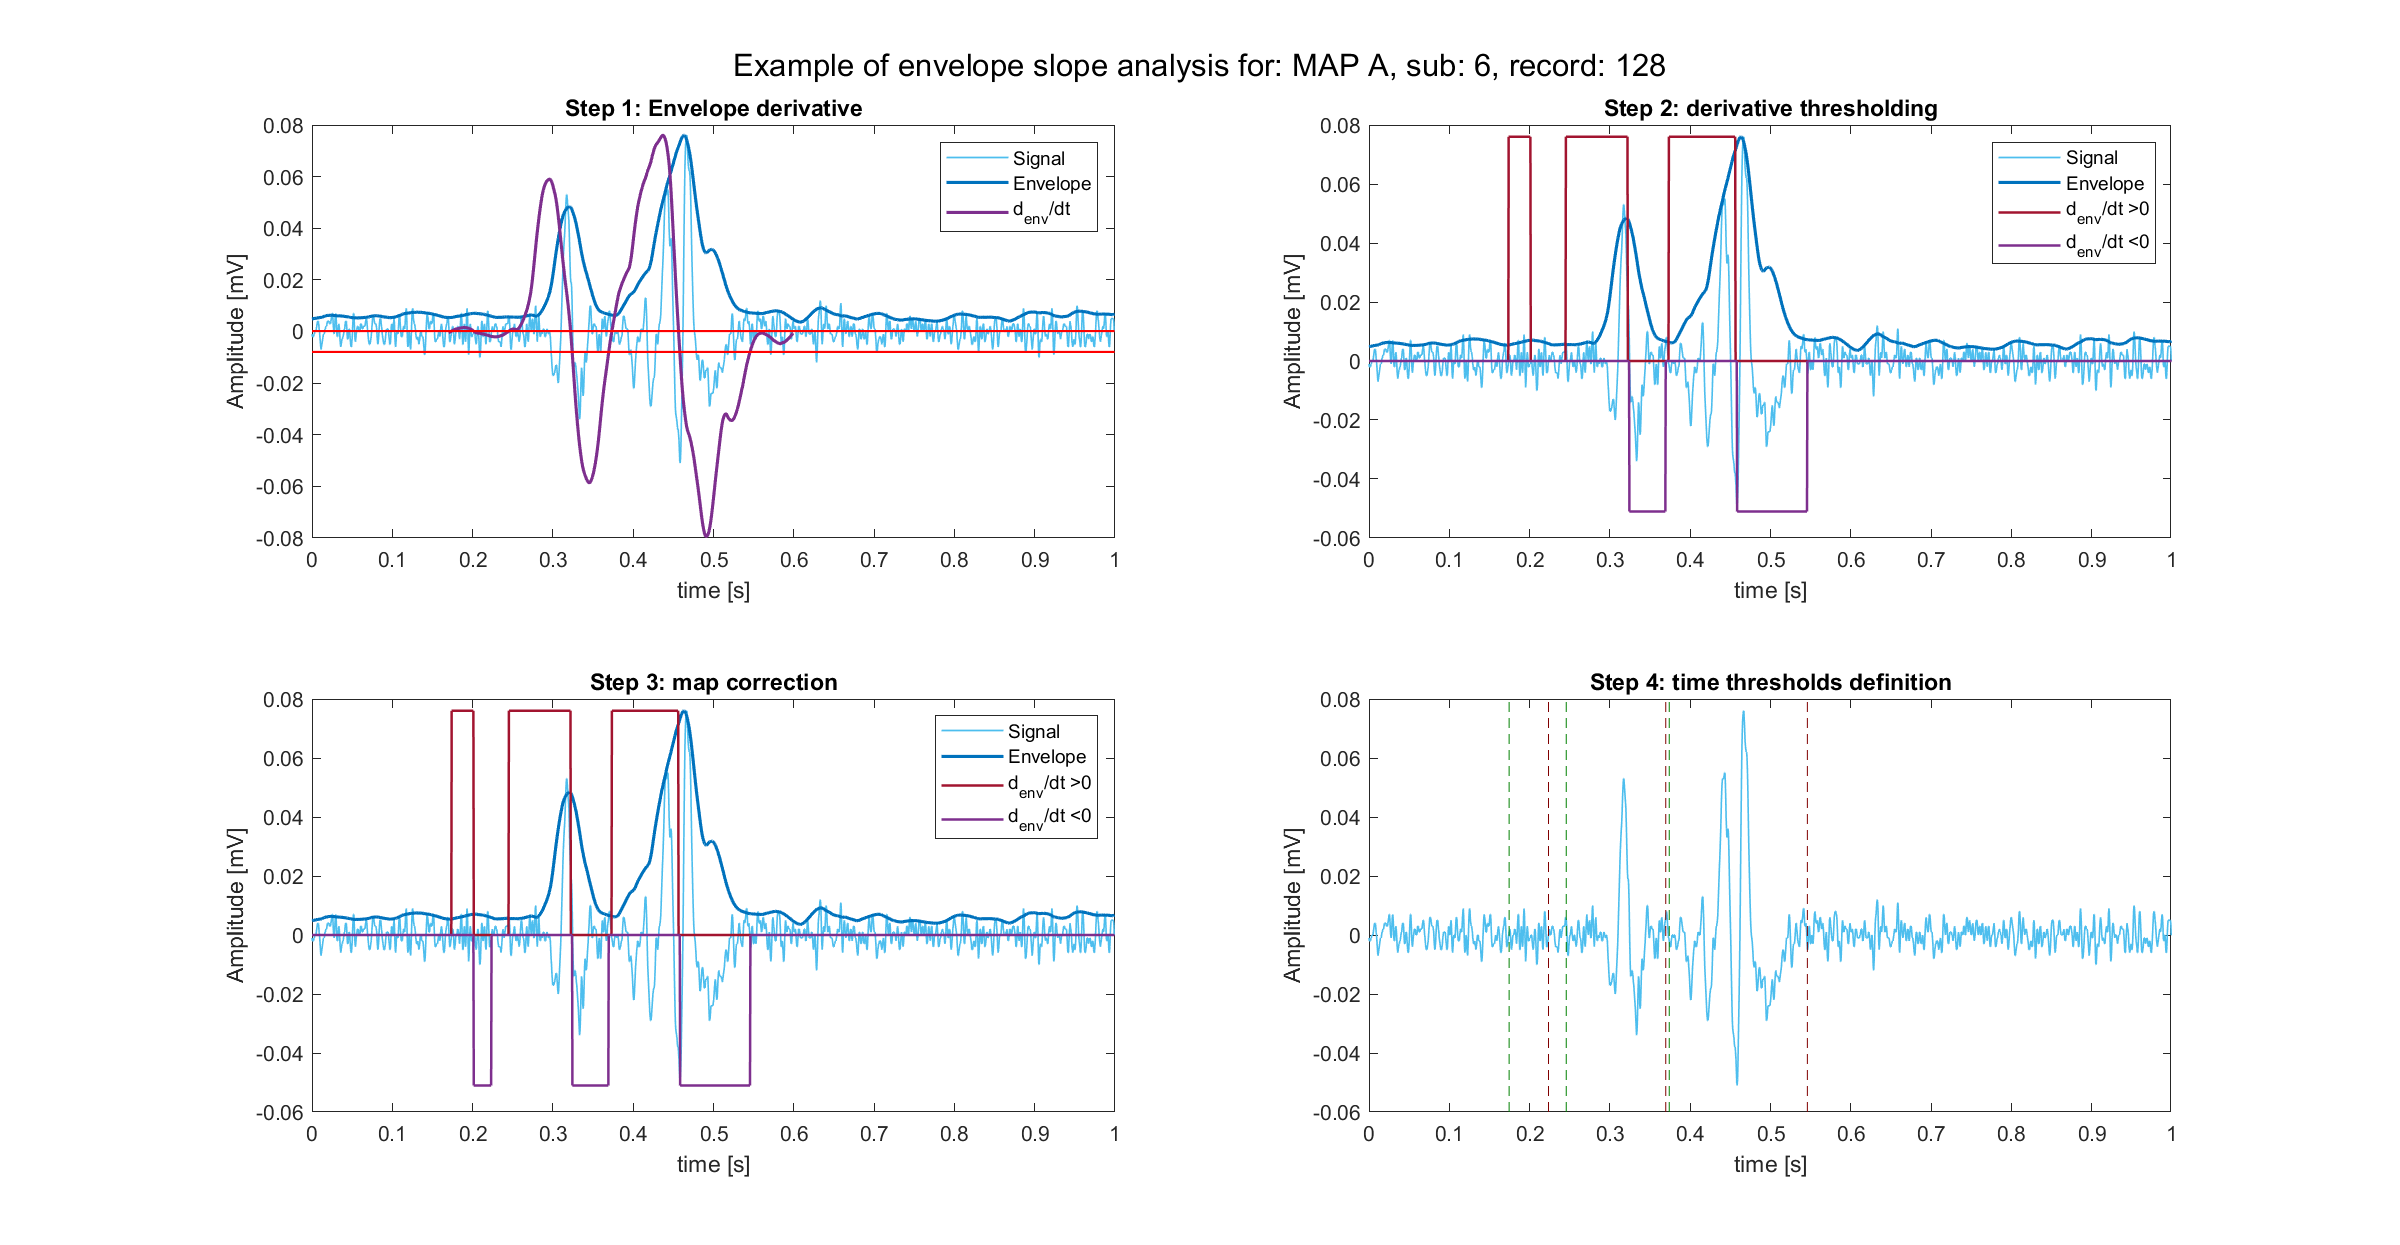 Example of envelope slope analysis for: MAP A, sub: 6, record: 128
Step 1: Envelope derivative
0.08
0.06
0.04
0.02
0
-0.02
-0.04
-0.06
-0.08
Amplitude [mV]
0 0.1 0.2 0.3 0.4 0.5 0.6 0.7 0.8 0.9 1
time [s]
Signal
Envelope
d_env/dt
Step 2: derivative thresholding
0.08
0.06
0.04
0.02
0
-0.02
-0.04
-0.06
Amplitude [mV]
0 0.1 0.2 0.3 0.4 0.5 0.6 0.7 0.8 0.9 1
time [s]
Signal
Envelope
d_env/dt >0
d_env/dt <0
Step 3: map correction
0.08
0.06
0.04
0.02
0
-0.02
-0.04
-0.06
Amplitude [mV]
0 0.1 0.2 0.3 0.4 0.5 0.6 0.7 0.8 0.9 1
time [s]
Signal
Envelope
d_env/dt >0
d_env/dt <0
Step 4: time thresholds definition
0.08
0.06
0.04
0.02
0
-0.02
-0.04
-0.06
Amplitude [mV]
0 0.1 0.2 0.3 0.4 0.5 0.6 0.7 0.8 0.9 1
time [s]